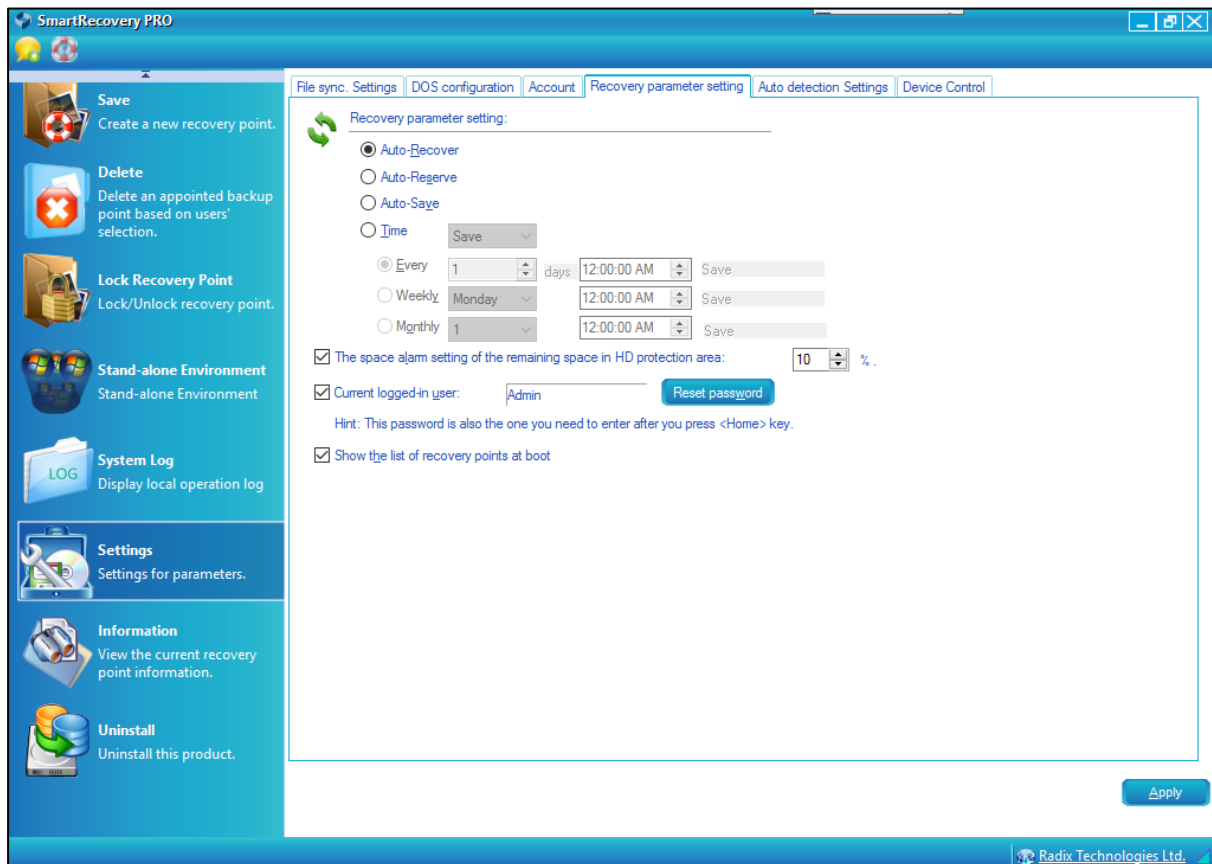 SmartRecovery PRO
Save
Create a new recovery point.
Delete
Delete an appointed backup
point based on users'
selection.
Lock Recovery Point
Lock/Unlock recovery point.
Stand-alone Environment
Stand-alone Environment
LOG
System Log
Display local operation log
Settings
Settings for parameters.
Information
View the current recovery
point information.
Uninstall
Uninstall this product.
File sync. Settings DOS configuration Account Recovery parameter setting Auto detection Settings Device Control
Recovery parameter setting:
Auto-Recover
Auto-Reserve
Auto-Save
Time Save
Every 1 days 12:00:00 AM Save
Weekly Monday 12:00:00 AM Save
Monthly 1 12:00:00 AM Save
The space alarm setting of the remaining space in HD protection area: 10 % .
Current logged-in user: Admin Reset password
Hint: This password is also the one you need to enter after you press <Home> key.
Show the list of recovery points at boot
Apply
Radix Technologies Ltd.